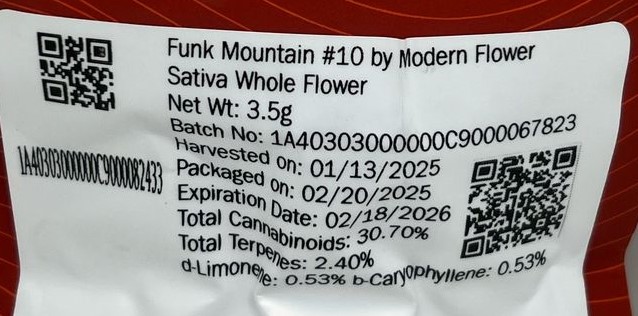 Funk Mountain #10 by Modern Flower
Sativa Whole Flower
Net Wt: 3.5g
Batch No: 1A40303000000C9000067823
Harvested on: 01/13/2025
Packaged on: 02/20/2025
Expiration Date: 02/18/2026
Total Cannabinoids: 30.70%
Total Terpenes: 2.40%
d-Limonene: 0.53% b-Caryophyllene: 0.53%
1A40303000000C9000082433